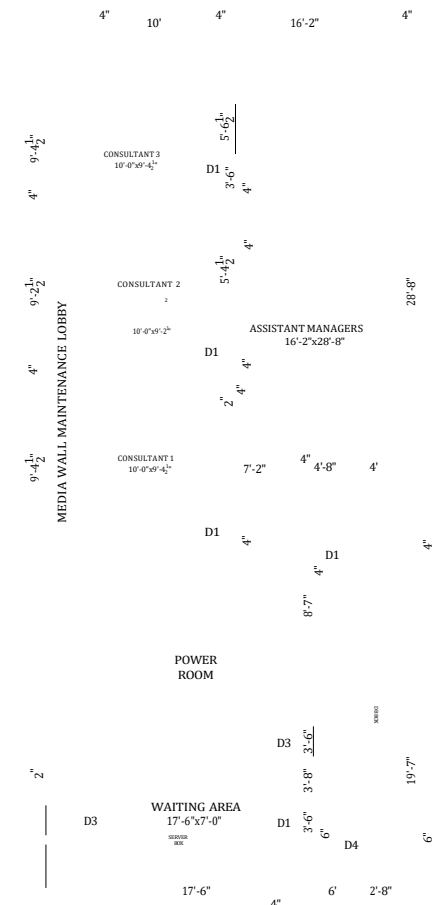 4" 10' 4" 16'-2" 4"
5'-6½"
9'-4½"
CONSULTANT 3
10'-0"x9'-4½"
D1
3'-6"
4"
4"
4"
5'-4½"
CONSULTANT 2
2
9'-2½"
28'-8"
MEDIA WALL MAINTENANCE LOBBY
10'-0"x9'-2½"
ASSISTANT MANAGERS
16'-2"x28'-8"
D1
4"
4"
4"
2"
CONSULTANT 1
10'-0"x9'-4½"
9'-4½"
7'-2" 4" 4'-8" 4'
D1
4"
D1
4"
4"
8'-7"
POWER
ROOM
D3
3'-6"
2"
3'-8"
19'-7"
WAITING AREA
17'-6"x7'-0"
D3
D1
3'-6"
6"
D4
6"
SERVER
BOX
17'-6" 6' 2'-8"
4"